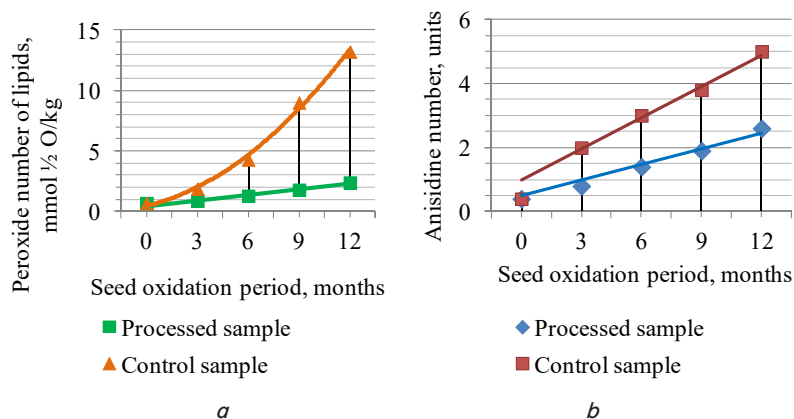 Peroxide number of lipids,
mmol ½ O/kg
15
10
5
0
0 3 6 9 12
Seed oxidation period, months
Processed sample
Control sample
a
Anisidine number, units
6
4
2
0
0 3 6 9 12
Seed oxidation period, months
Processed sample
Control sample
b